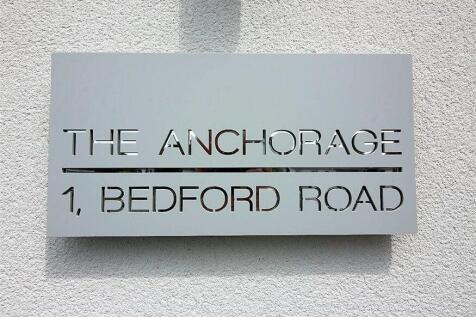 THE ANCHORAGE
1, BEDFORD ROAD